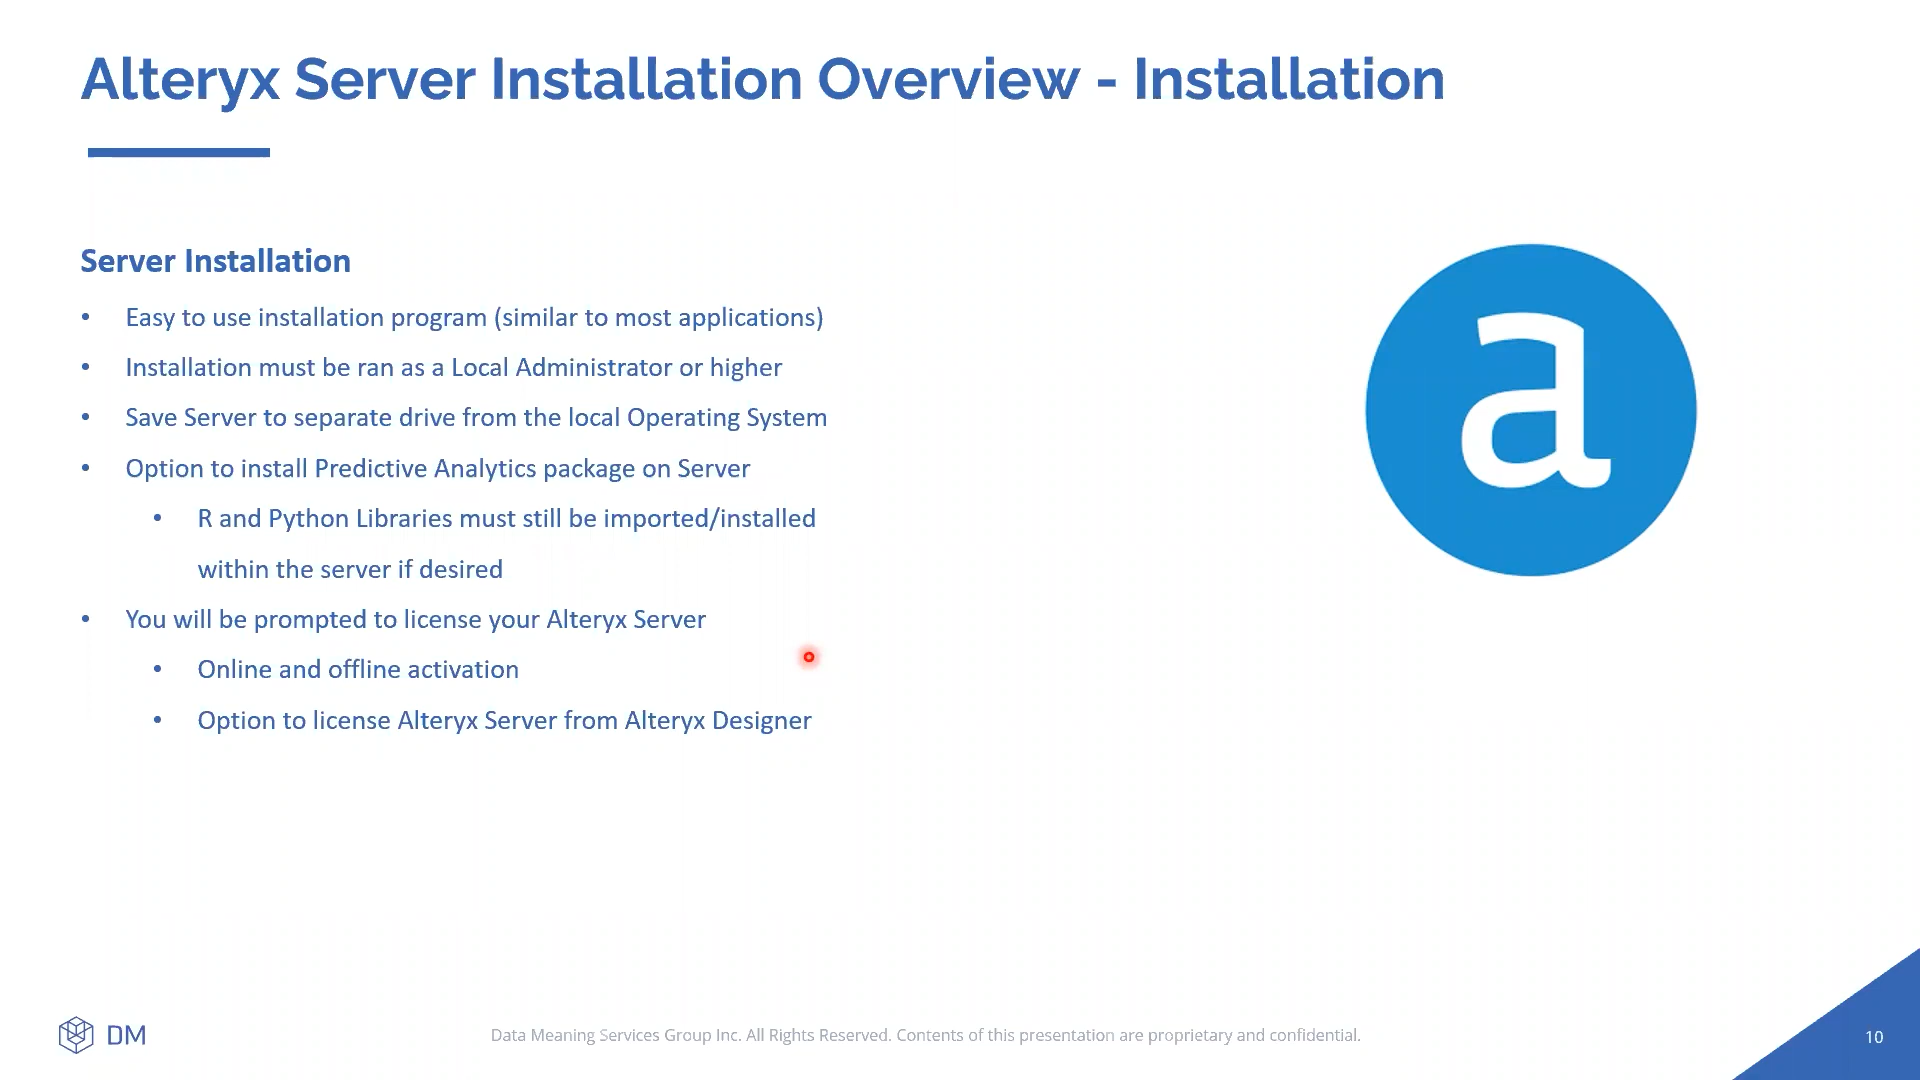 Alteryx Server Installation Overview - Installation
Server Installation
• Easy to use installation program (similar to most applications)
• Installation must be ran as a Local Administrator or higher
• Save Server to separate drive from the local Operating System
• Option to install Predictive Analytics package on Server
• R and Python Libraries must still be imported/installed
within the server if desired
• You will be prompted to license your Alteryx Server
• Online and offline activation
• Option to license Alteryx Server from Alteryx Designer
a
DM
Data Meaning Services Group Inc. All Rights Reserved. Contents of this presentation are proprietary and confidential.
10